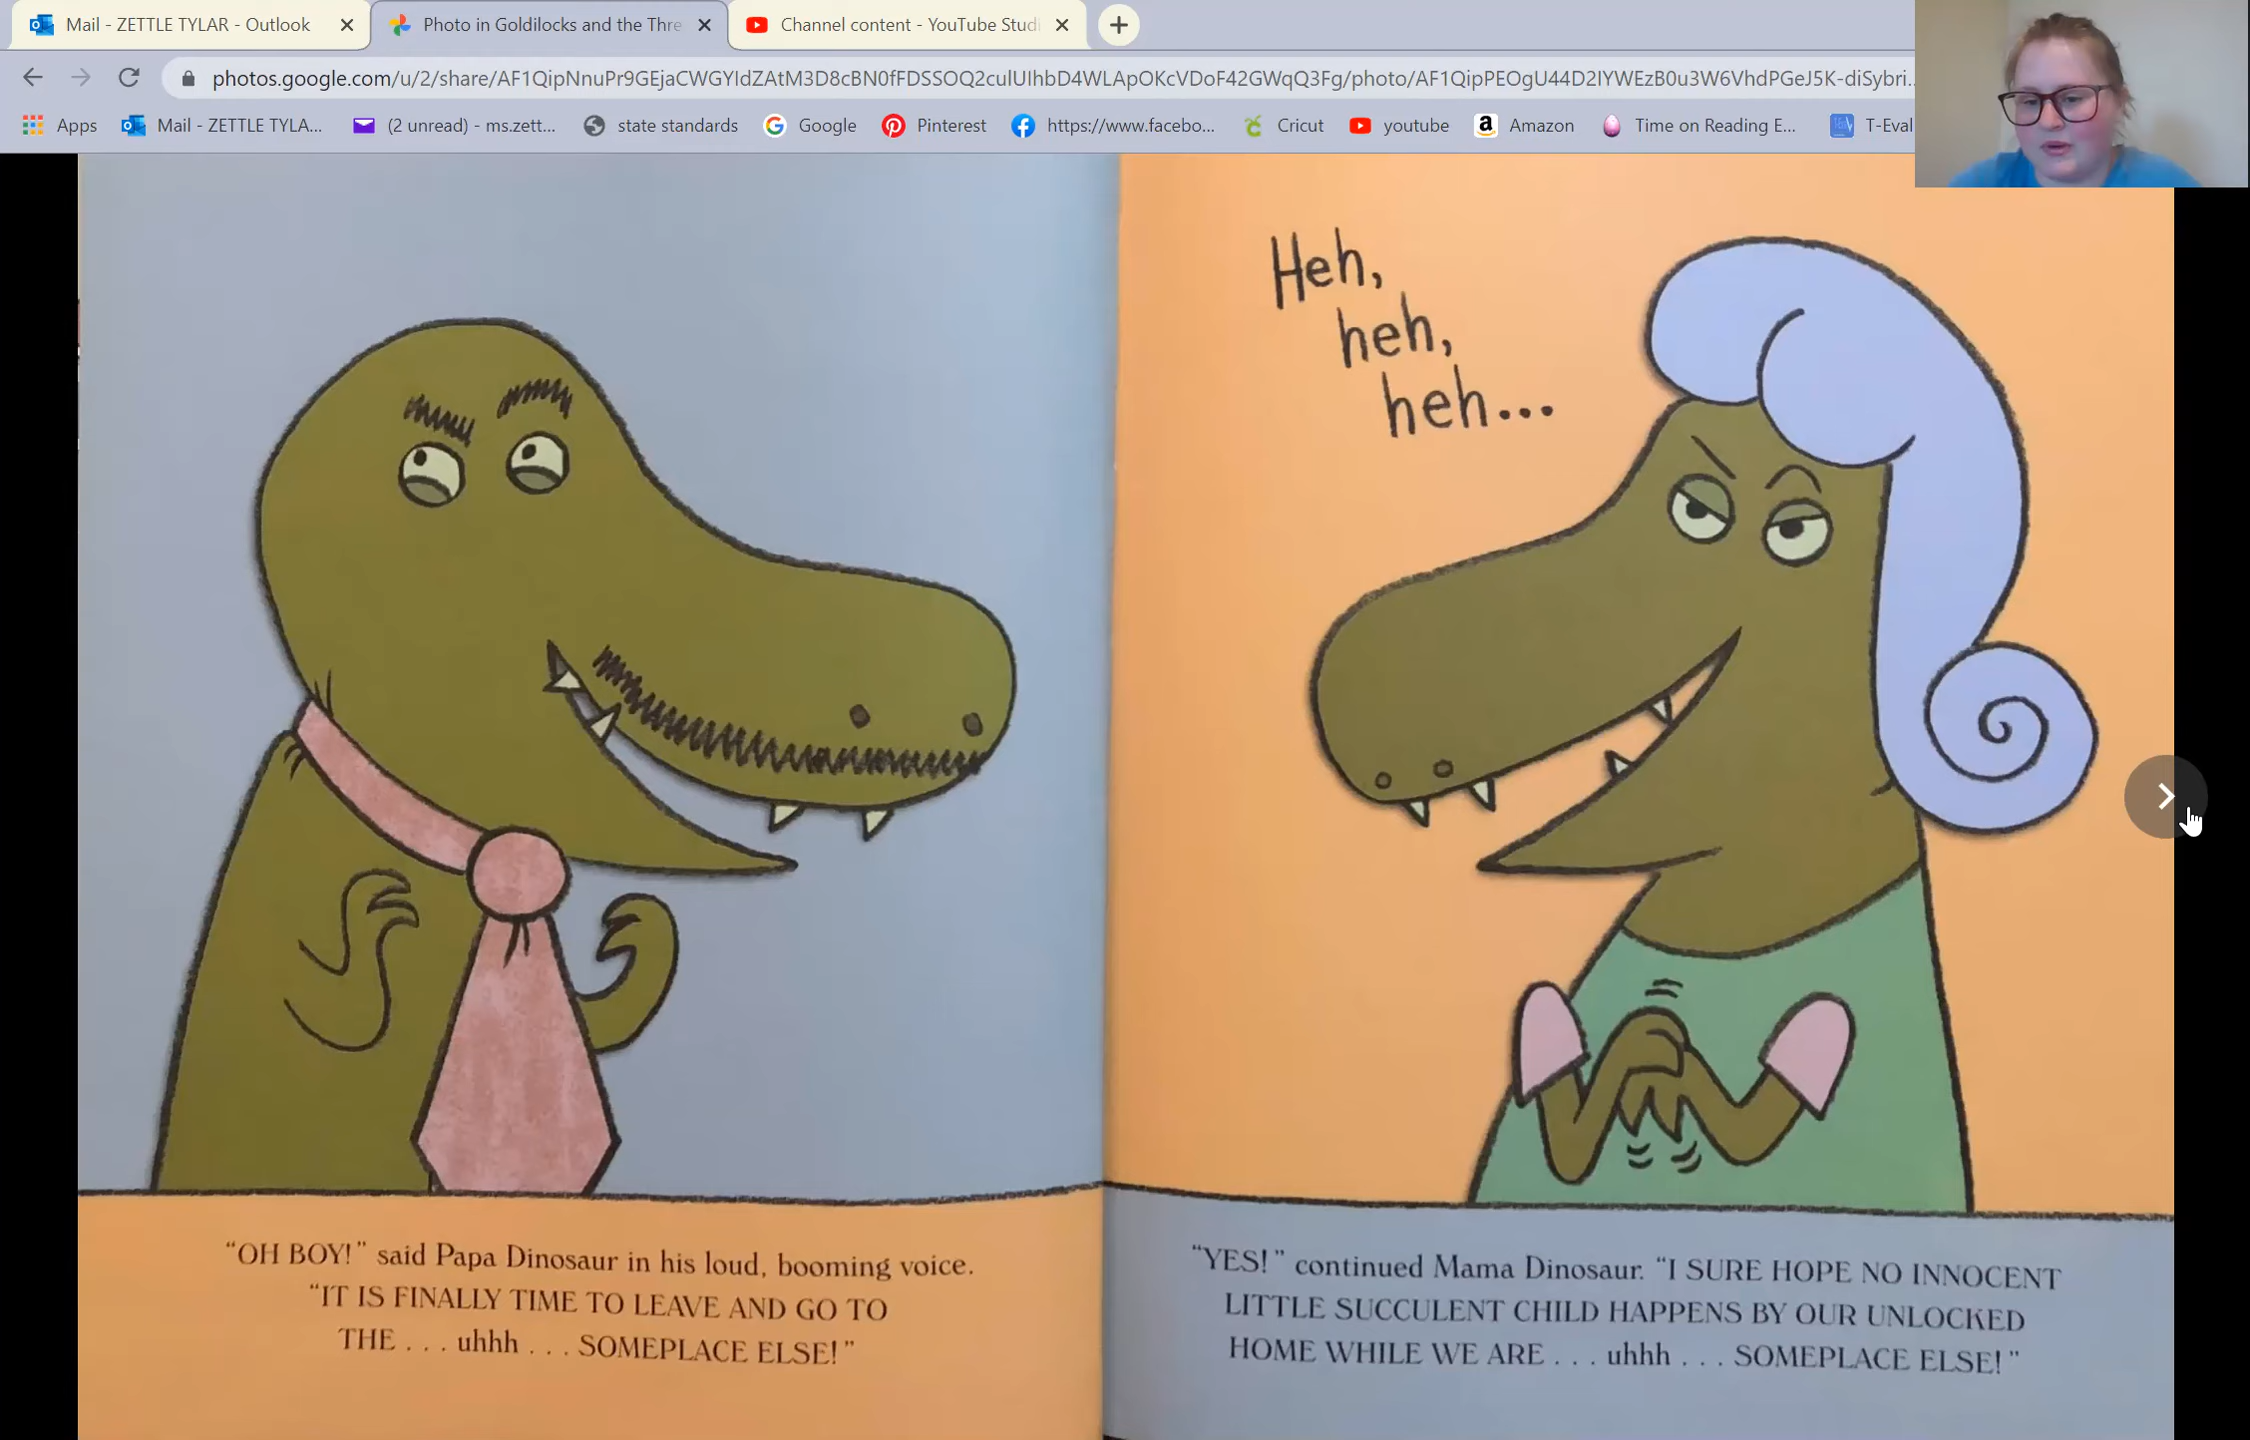 Mail - ZETTLE TYLAR - Outlook
Photo in Goldilocks and the Thre
Channel content - YouTube Studi
photos.google.com/u/2/share/AF1QipNnuPr9GEjaCWGYIdZAtM3D8cBN0fFDSSOQ2culUIhbD4WLApOKcVDoF42GWqQ3Fg/photo/AF1QipPEOgU44D2IYWEzB0u3W6VhdPGeJ5K-diSybri...
Apps
Mail - ZETTLE TYLA...
(2 unread) - ms.zett...
state standards
Google
Pinterest
https://www.facebo...
Cricut
youtube
Amazon
Time on Reading E...
T-Eval
Heh,
heh,
heh...
“OH BOY!” said Papa Dinosaur in his loud, booming voice.
“IT IS FINALLY TIME TO LEAVE AND GO TO
THE . . . uhhh . . . SOMEPLACE ELSE!”
“YES!” continued Mama Dinosaur. “I SURE HOPE NO INNOCENT
LITTLE SUCCULENT CHILD HAPPENS BY OUR UNLOCKED
HOME WHILE WE ARE . . . uhhh . . . SOMEPLACE ELSE!”